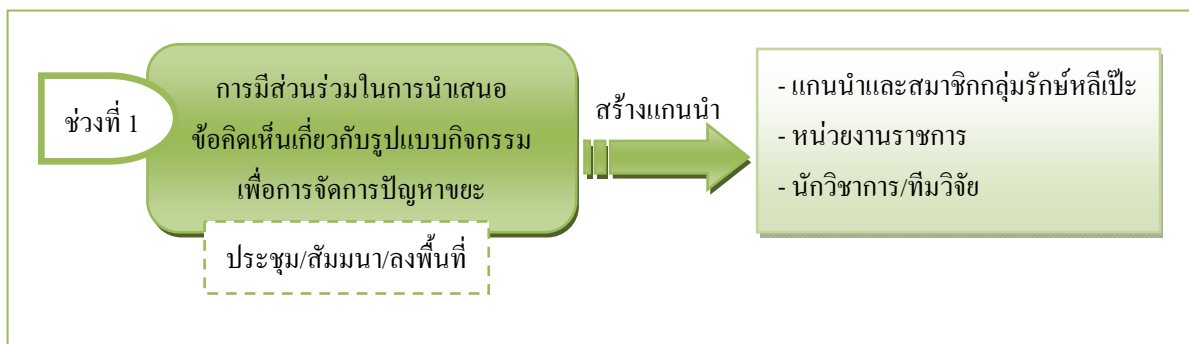 ช่วงที่ 1
การมีส่วนร่วมในการนำเสนอ
ข้อคิดเห็นเกี่ยวกับรูปแบบกิจกรรม
เพื่อการจัดการปัญหาขยะ
ประชุม/สัมมนา/ลงพื้นที่
สร้างแกนนำ
- แกนนำและสมาชิกกลุ่มรักษ์หลีเป๊ะ
- หน่วยงานราชการ
- นักวิชาการ/ทีมวิจัย